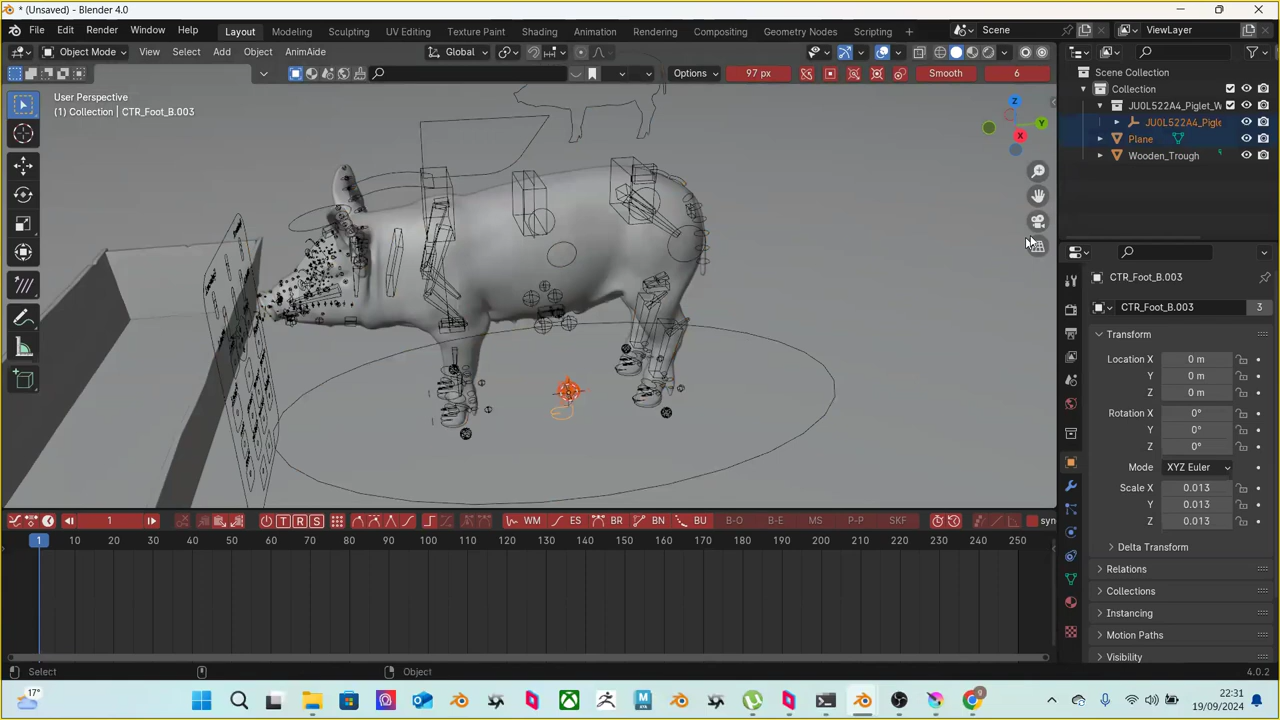 * (Unsaved) - Blender 4.0
File Edit Render Window Help Layout Modeling Sculpting UV Editing Texture Paint Shading Animation Rendering Compositing Geometry Nodes Scripting Scene ViewLayer
Object Mode View Select Add Object AnimAide Global
Options 97 px Smooth 6
User Perspective
(1) Collection | CTR_Foot_B.003
Z
Y
X
Scene Collection
Collection
JU0L522A4_Piglet_W
JU0L522A4_Pigle
Plane
Wooden_Trough
CTR_Foot_B.003
CTR_Foot_B.003 3
Transform
Location X 0 m
Y 0 m
Z 0 m
Rotation X 0°
Y 0°
Z 0°
Mode XYZ Euler
Scale X 0.013
Y 0.013
Z 0.013
Delta Transform
Relations
Collections
Instancing
Motion Paths
Visibility
1 T R S WM ES BR BN BU B-O B-E MS P-P SKF syn
1 10 20 30 40 50 60 70 80 90 100 110 120 130 140 150 160 170 180 190 200 210 220 230 240 250
Select Object 4.0.2
17°
MAYA
22:31
19/09/2024